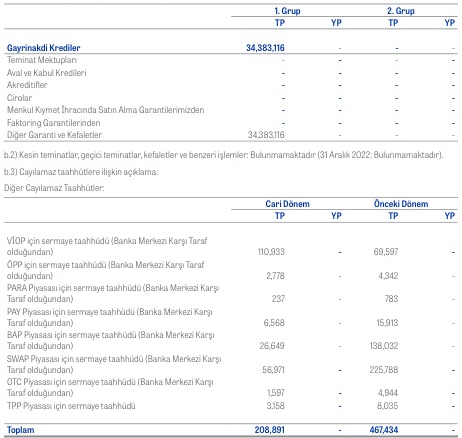 1. Grup 2. Grup
TP YP TP YP
Gayrinakdi Krediler 34,383,116 - - -
Teminat Mektupları - - - -
Aval ve Kabul Kredileri - - - -
Akreditifler - - - -
Cirolar - - - -
Menkul Kıymet İhracında Satın Alma Garantilerimizden - - - -
Faktoring Garantilerinden - - - -
Diğer Garanti ve Kefaletler 34,383,116 - - -
b.2) Kesin teminatlar, geçici teminatlar, kefaletler ve benzeri işlemler: Bulunmamaktadır (31 Aralık 2022: Bulunmamaktadır).
b.3) Cayılamaz taahhütlere ilişkin açıklama:
Diğer Cayılamaz Taahhütler:
Cari Dönem Önceki Dönem
TP YP TP YP
VİOP için sermaye taahhüdü (Banka Merkezi Karşı Taraf
olduğundan) 110,933 - 69,597 -
ÖPP için sermaye taahhüdü (Banka Merkezi Karşı Taraf
olduğundan) 2,778 - 4,342 -
PARA Piyasası için sermaye taahhüdü (Banka Merkezi Karşı
Taraf olduğundan) 237 - 783 -
PAY Piyasası için sermaye taahhüdü (Banka Merkezi Karşı
Taraf olduğundan) 6,568 - 15,913 -
BAP Piyasası için sermaye taahhüdü (Banka Merkezi Karşı
Taraf olduğundan) 26,649 - 138,032 -
SWAP Piyasası için sermaye taahhüdü (Banka Merkezi Karşı
Taraf olduğundan) 56,971 - 225,788 -
OTC Piyasası için sermaye taahhüdü (Banka Merkezi Karşı
Taraf olduğundan) 1,597 - 4,944 -
TPP Piyasası için sermaye taahhüdü 3,158 - 8,035 -
Toplam 208,891 - 467,434 -